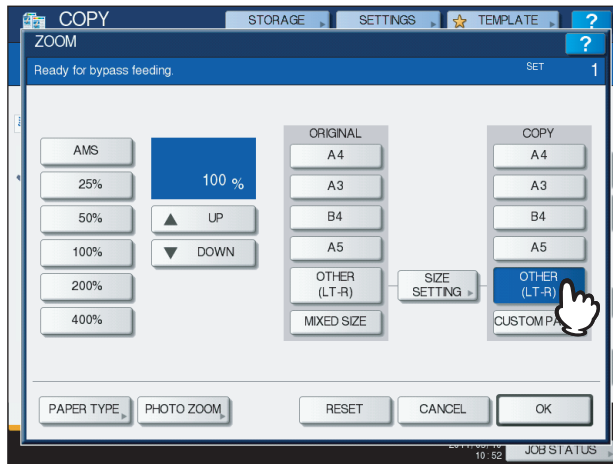 COPY
STORAGE
SETTINGS
TEMPLATE
?
ZOOM
?
Ready for bypass feeding.
SET
1
AMS
25%
50%
100%
200%
400%
100 %
UP
DOWN
ORIGINAL
A4
A3
B4
A5
OTHER
(LT-R)
MIXED SIZE
SIZE
SETTING
COPY
A4
A3
B4
A5
OTHER
(LT-R)
CUSTOM
PAPER TYPE
PHOTO ZOOM
RESET
CANCEL
OK
10:52
JOB STATUS